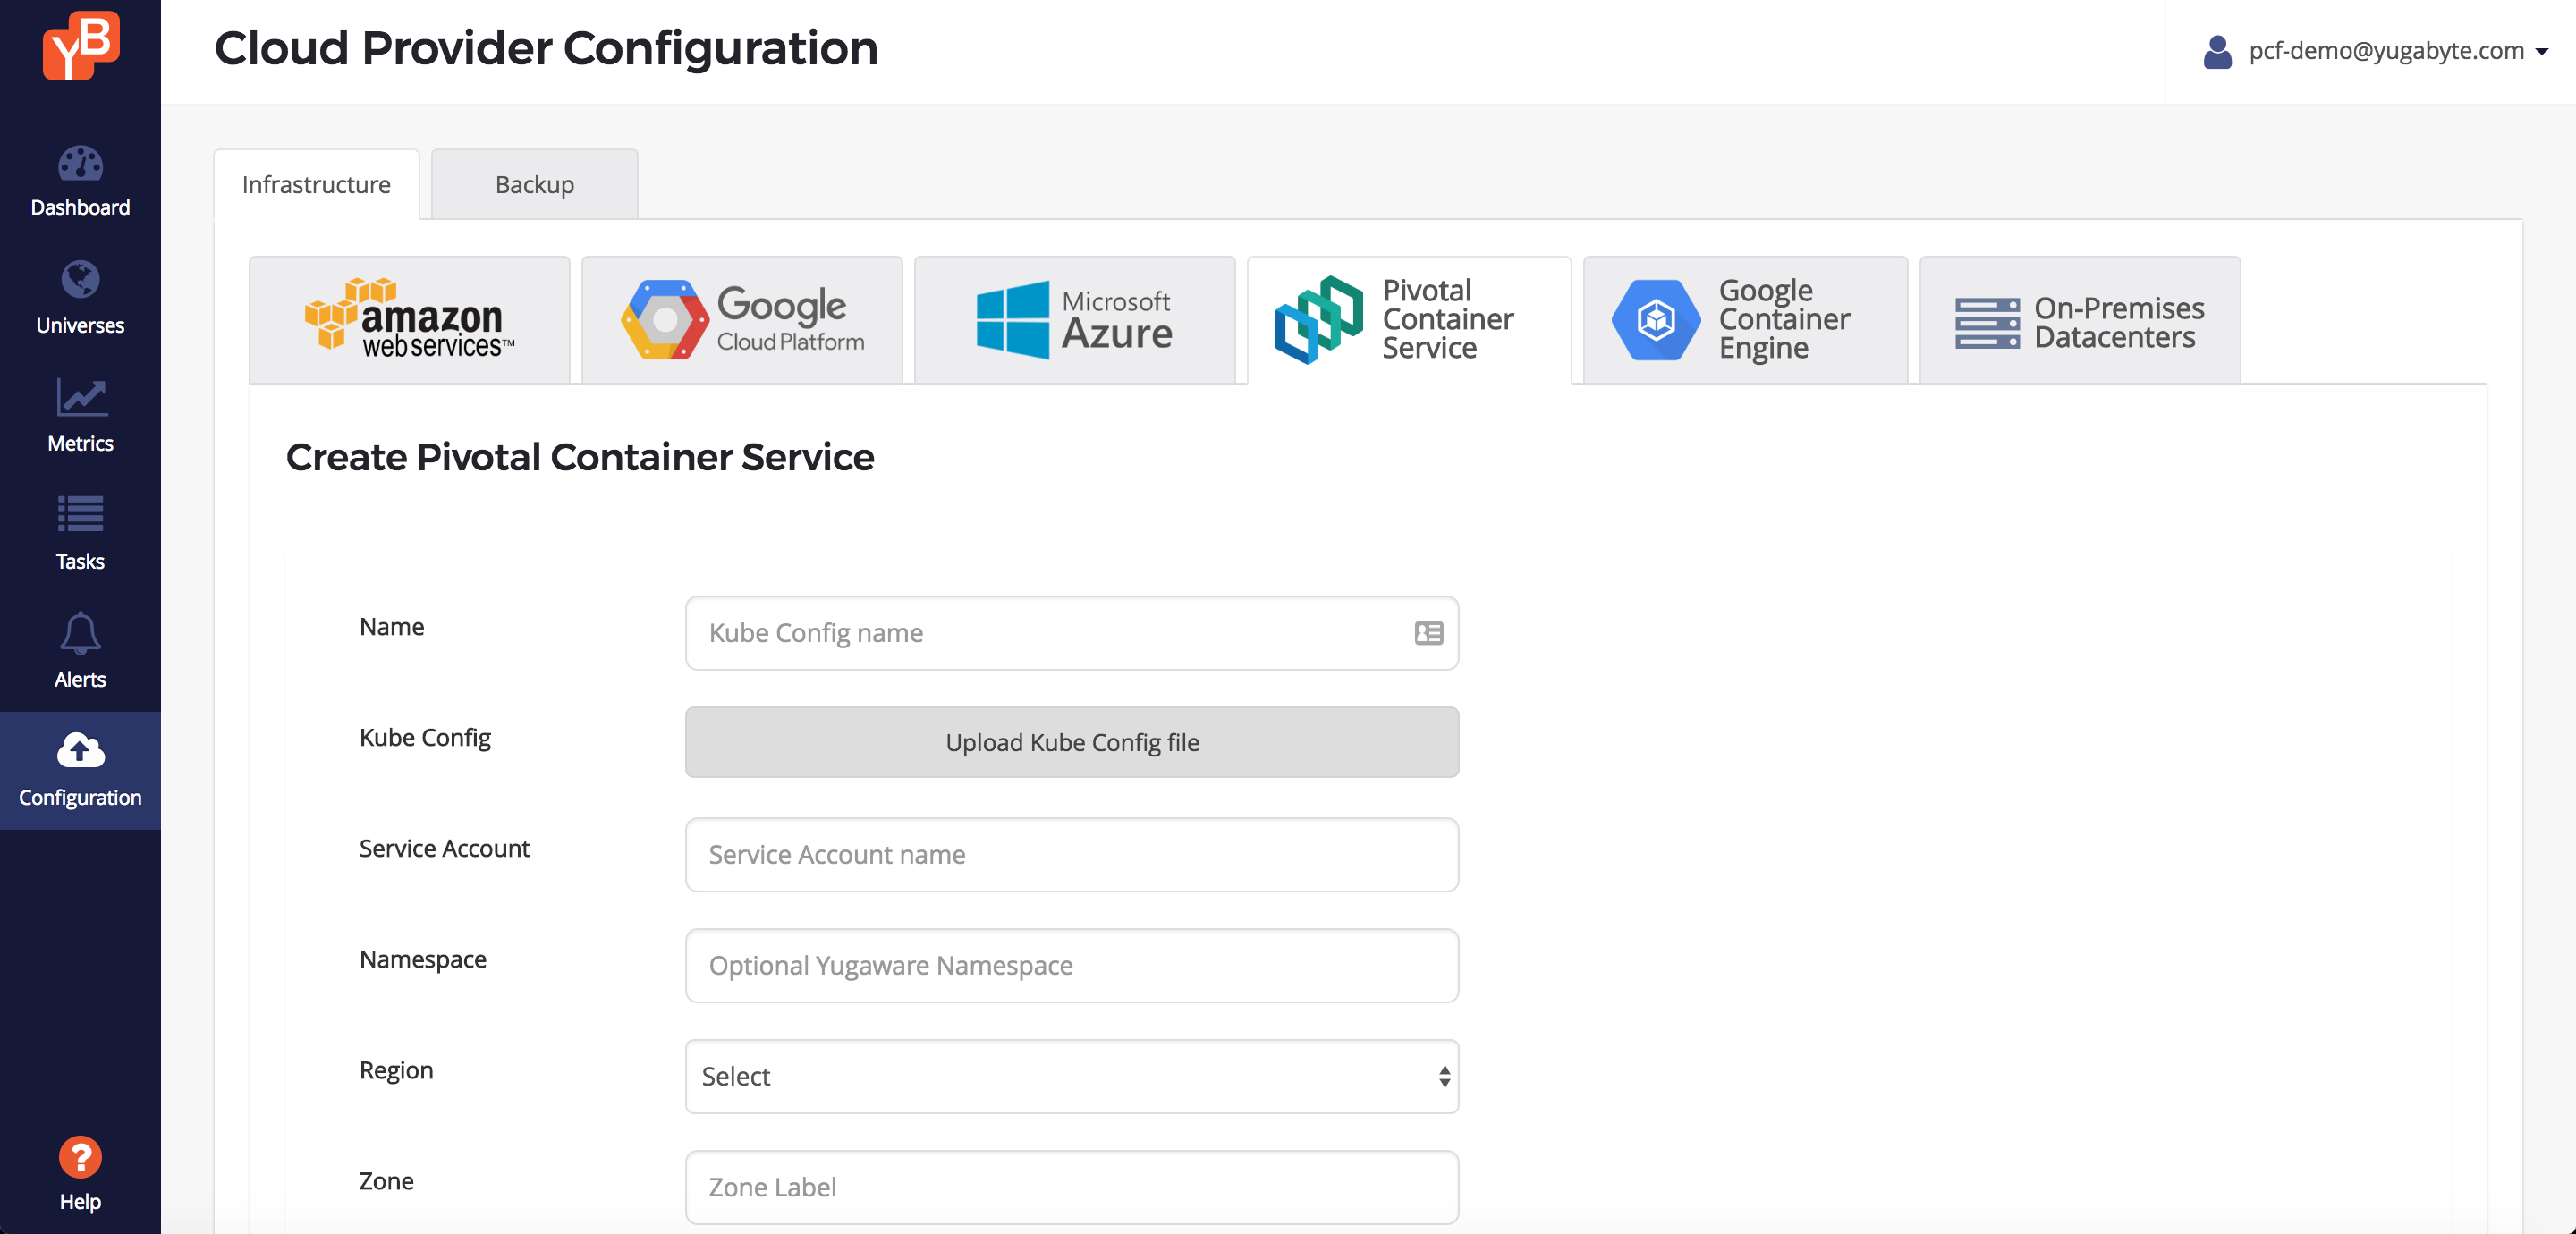 YB
Cloud Provider Configuration
pcf-demo@yugabyte.com
Dashboard
Universes
Metrics
Tasks
Alerts
Configuration
?
Help
Infrastructure
Backup
amazon
web services™
Google
Cloud Platform
Microsoft
Azure
Pivotal
Container
Service
Google
Container
Engine
On-Premises
Datacenters
Create Pivotal Container Service
Name
Kube Config name
Kube Config
Upload Kube Config file
Service Account
Service Account name
Namespace
Optional Yugaware Namespace
Region
Select
Zone
Zone Label